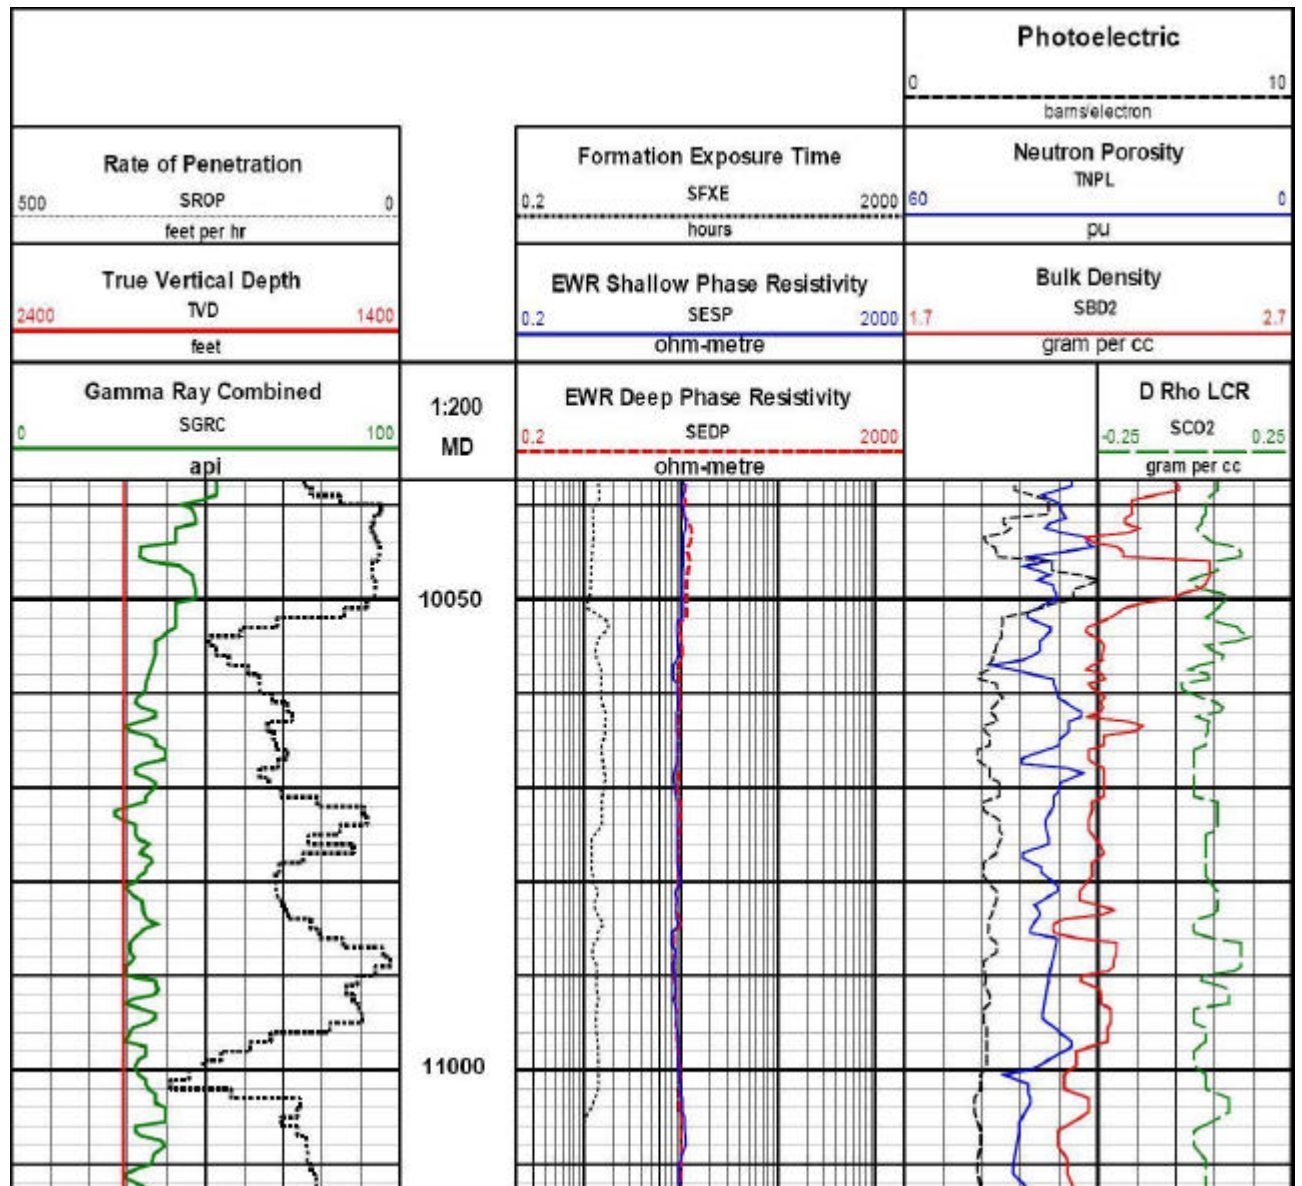 Photoelectric
0 10
barns/electron
Rate of Penetration
SROP
500 0
feet per hr
Formation Exposure Time
SFXE
0.2 2000
hours
Neutron Porosity
TNPL
60 0
pu
True Vertical Depth
TVD
2400 1400
feet
EWR Shallow Phase Resistivity
SESP
0.2 2000
ohm-metre
Bulk Density
SBD2
1.7 2.7
gram per cc
Gamma Ray Combined
SGRC
0 100
api
1:200
MD
EWR Deep Phase Resistivity
SEDP
0.2 2000
ohm-metre
D Rho LCR
SCO2
-0.25 0.25
gram per cc
10050
11000